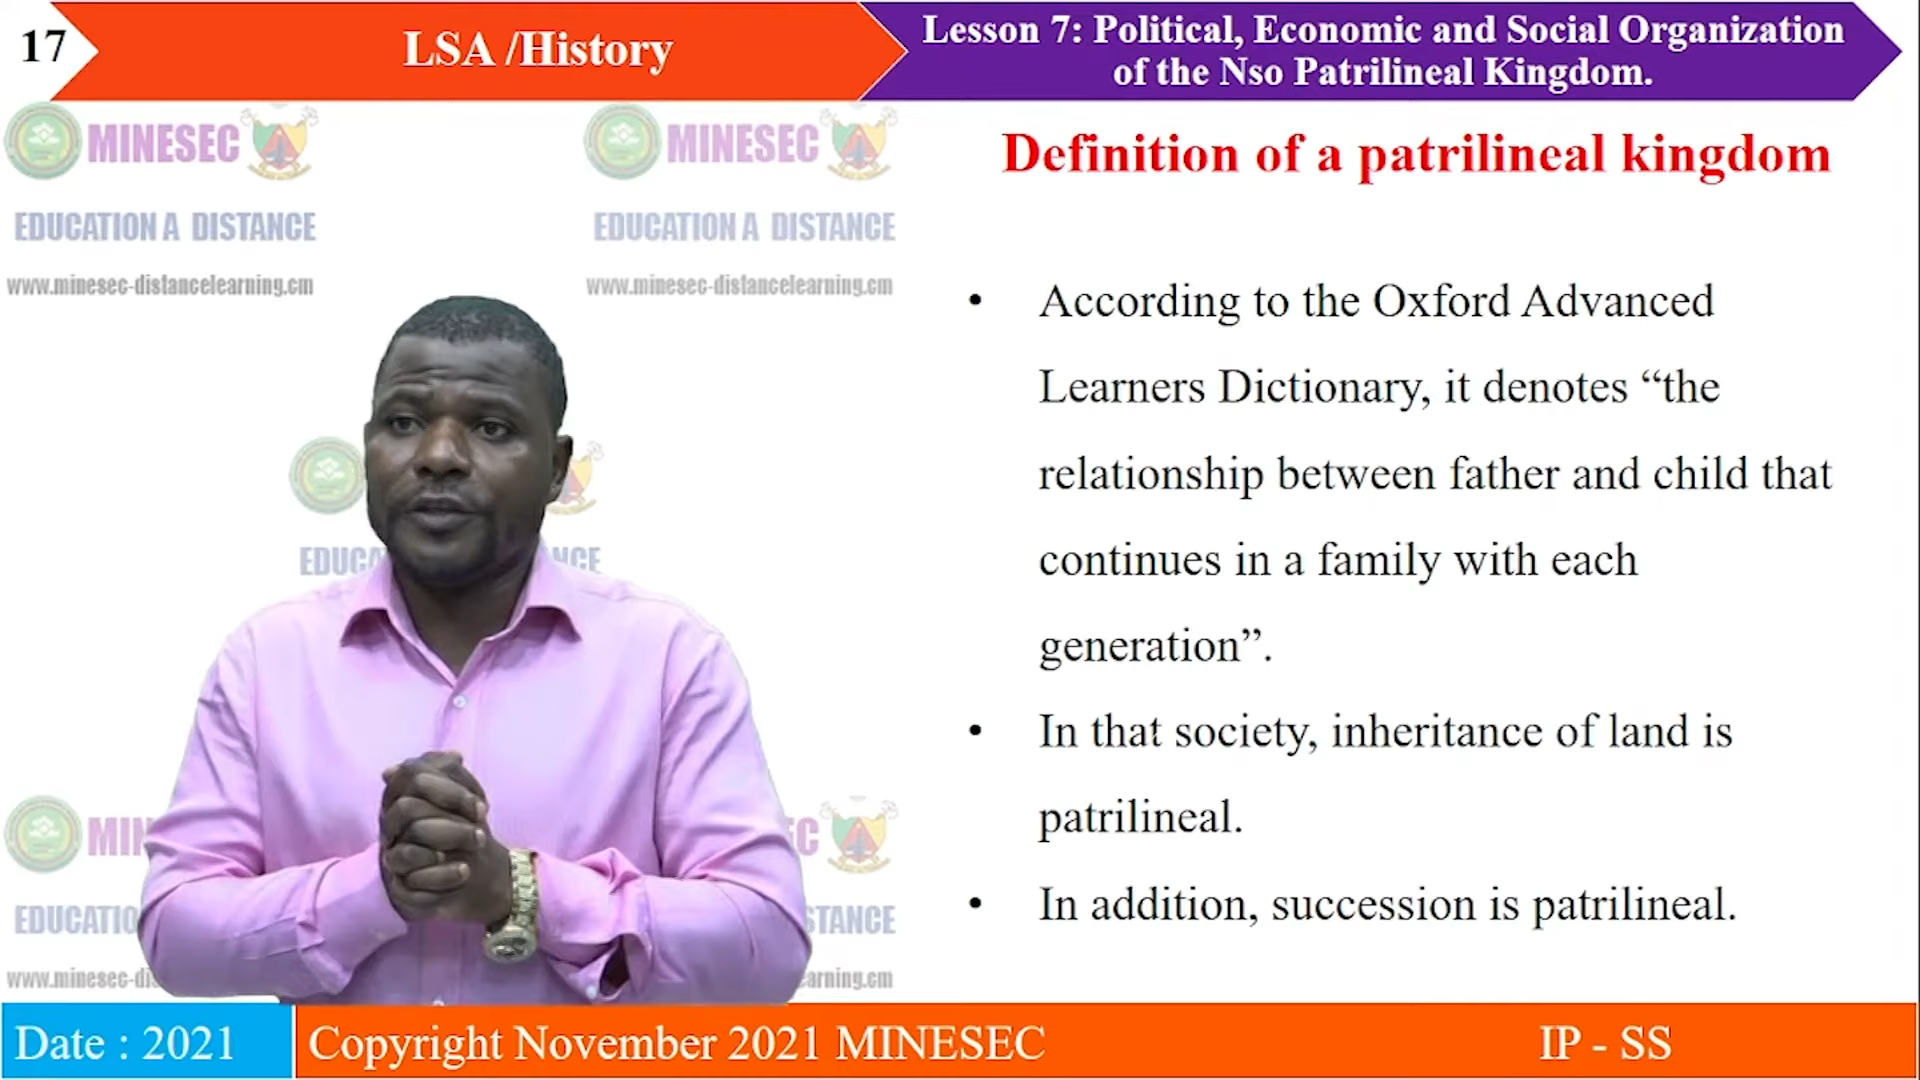 17
LSA /History
Lesson 7: Political, Economic and Social Organization
of the Nso Patrilineal Kingdom.
MINESEC
EDUCATION A DISTANCE
www.minesec-distancelearning.cm
MINESEC
EDUCATION A DISTANCE
www.minesec-distancelearning.cm
Definition of a patrilineal kingdom
• According to the Oxford Advanced
Learners Dictionary, it denotes “the
relationship between father and child that
continues in a family with each
generation”.
• In that society, inheritance of land is
patrilineal.
• In addition, succession is patrilineal.
Date : 2021
Copyright November 2021 MINESEC
IP - SS